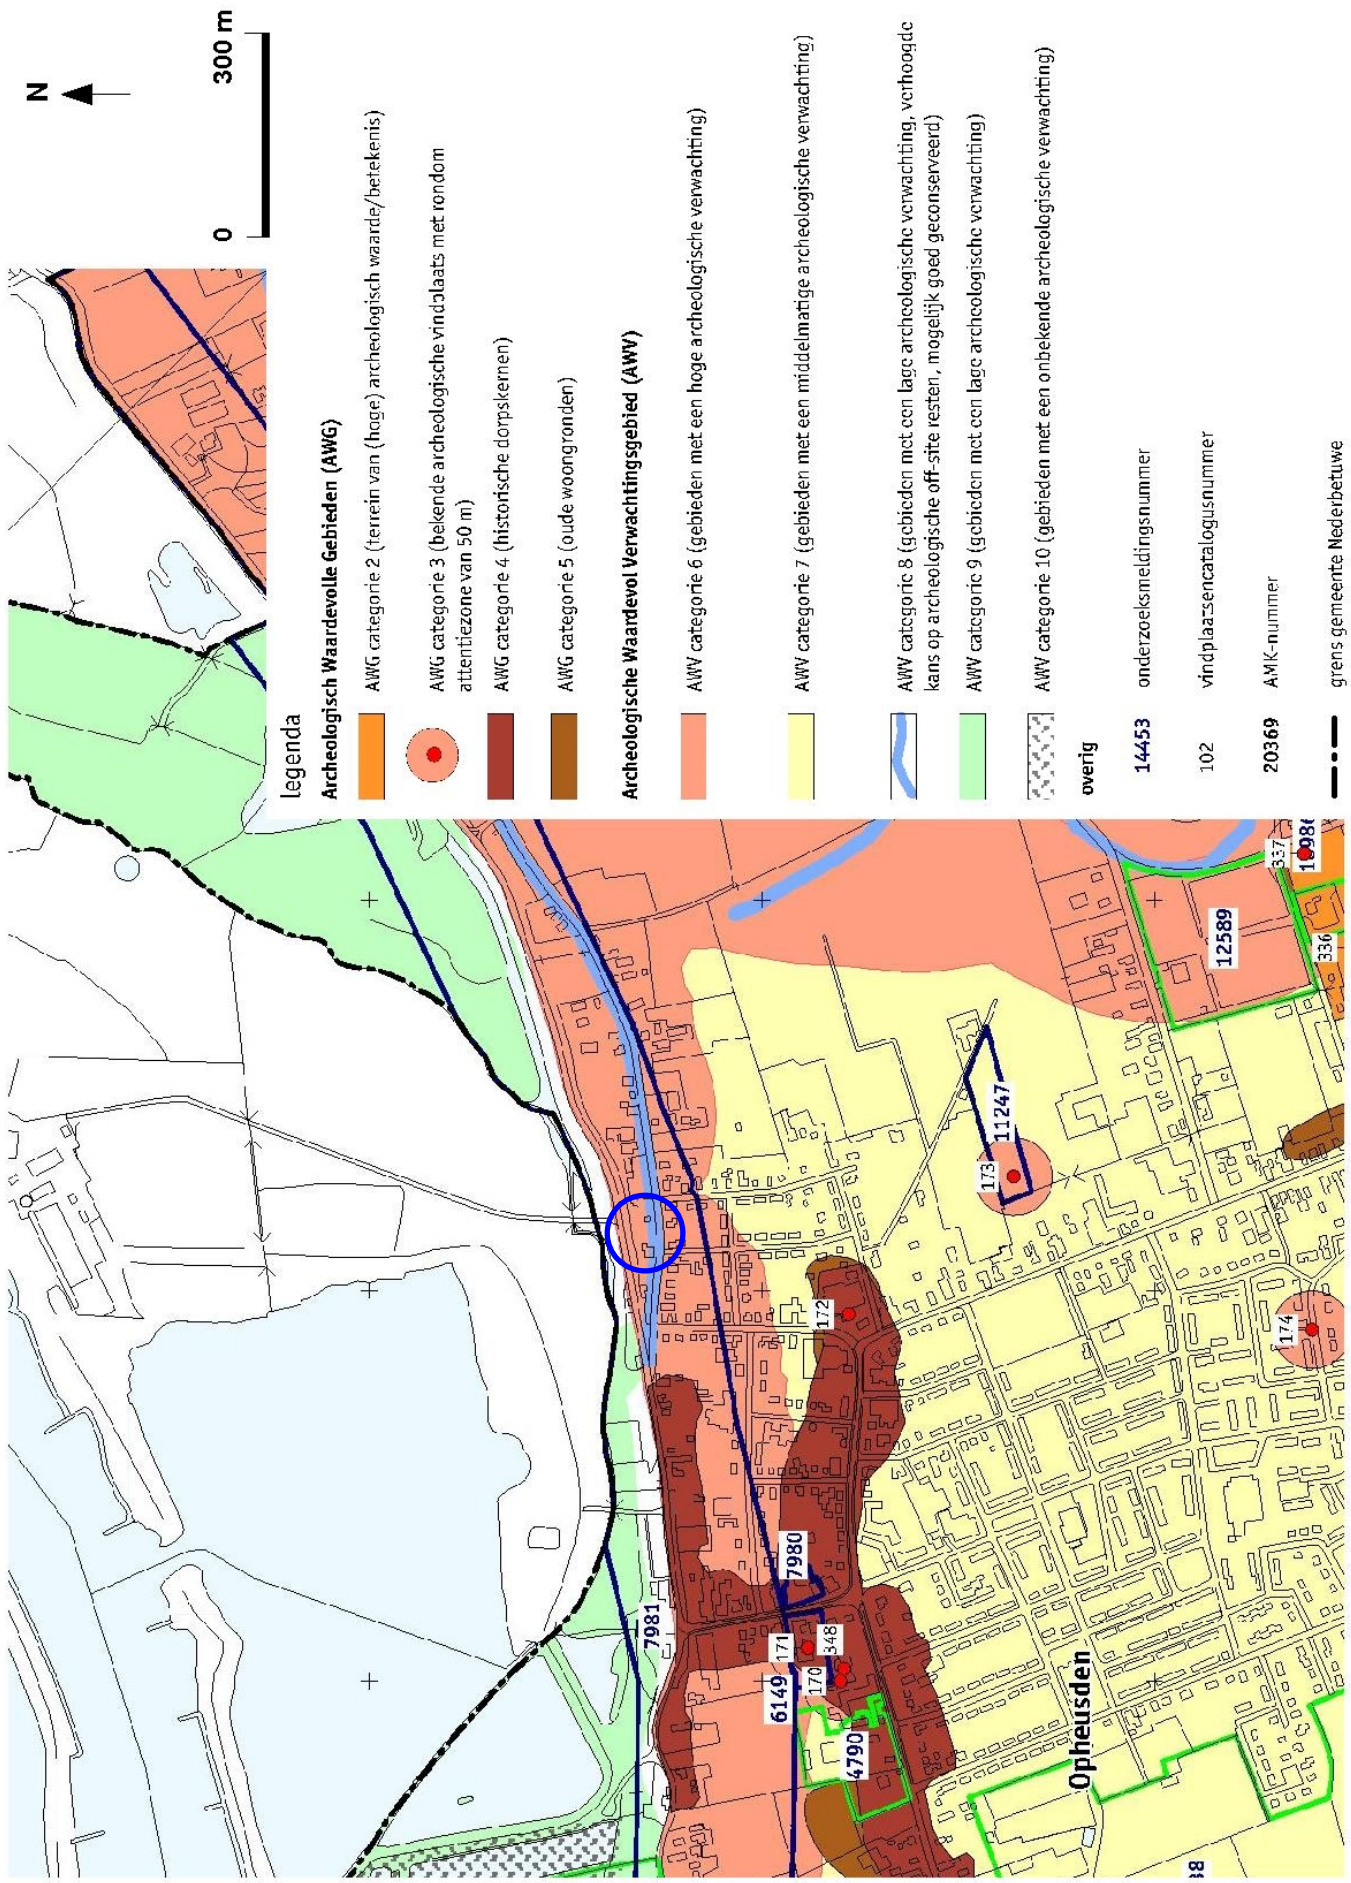 N
0 300 m
legenda
Archeologisch Waardevolle Gebieden (AWG)
AWG categorie 2 (terrein van (hoge) archeologisch waarde/betekenis)
AWG categorie 3 (bekende archeologische vindplaats met rondom
attentiezone van 50 m)
AWG categorie 4 (historische dorpskernen)
AWG categorie 5 (oude woongronden)
Archeologische Waardevol Verwachtingsgebied (AWV)
AWV categorie 6 (gebieden met een hoge archeologische verwachting)
AWV categorie 7 (gebieden met een middelmatige archeologische verwachting)
AWV categorie 8 (gebieden met een lage archeologische verwachting, verhoogde
kans op archeologische off-site resten, mogelijk goed geconserveerd)
AWV categorie 9 (gebieden met een lage archeologische verwachting)
AWV categorie 10 (gebieden met een onbekende archeologische verwachting)
overig
14453 onderzoeksmeldingsnummer
102 vindplaatsencatalogusnummer
20369 AMK-nummer
grens gemeente Nederbetuwe
7981
6149
171
170
348
7980
4790
172
173
11247
174
12589
337
336
Opheusden
38